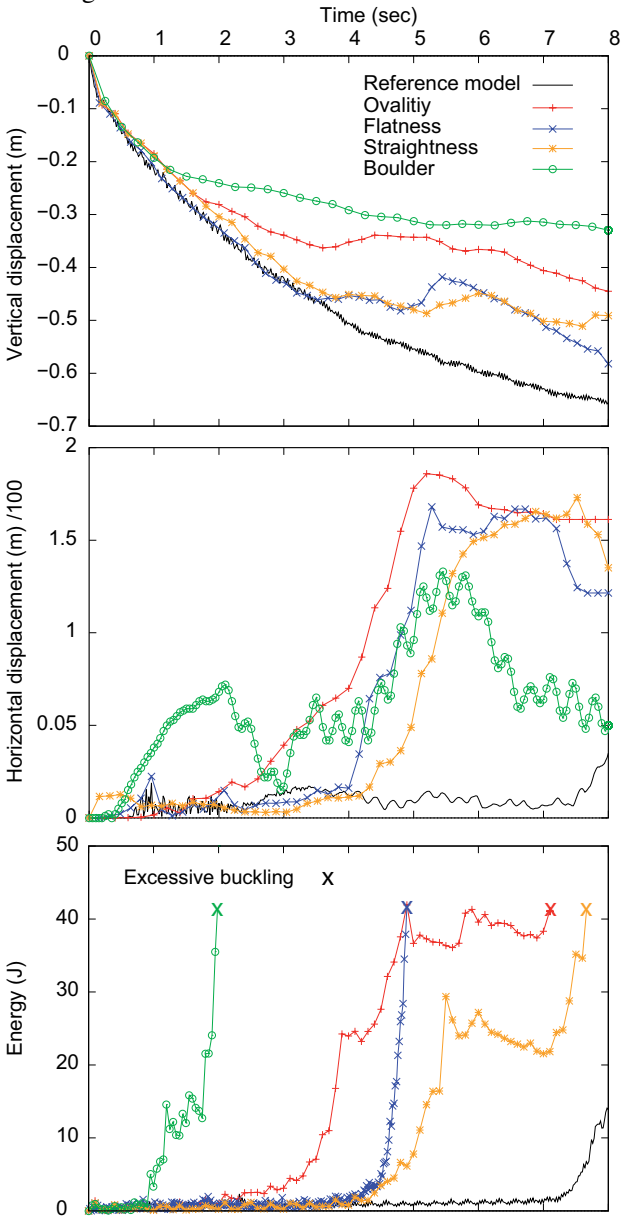 Time (sec)
0 1 2 3 4 5 6 7 8
0
−0.1
−0.2
−0.3
−0.4
−0.5
−0.6
−0.7
Vertical displacement (m)
Reference model
Ovalitiy
Flatness
Straightness
Boulder
2
1.5
1
0.05
0
Horizontal displacement (m) /100
50
40
30
20
10
0
Energy (J)
Excessive buckling x
X X X X